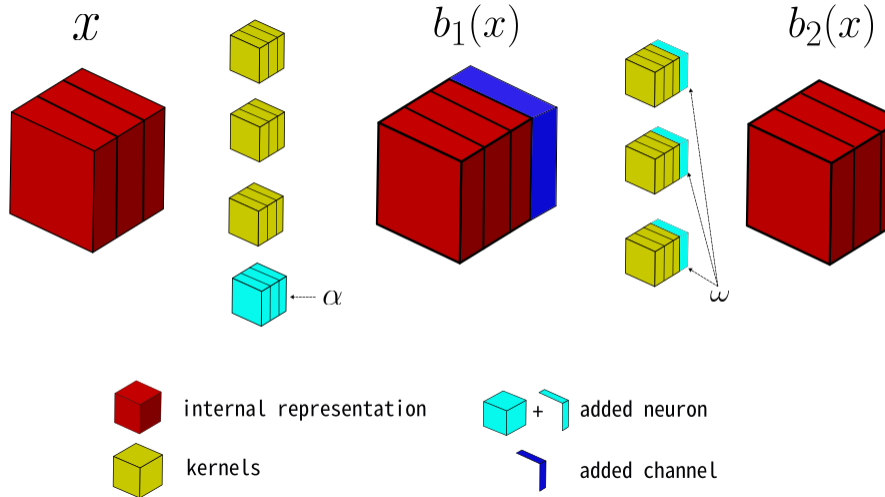 x
b₁(x)
b₂(x)
α
ω
internal representation
+
added neuron
kernels
added channel